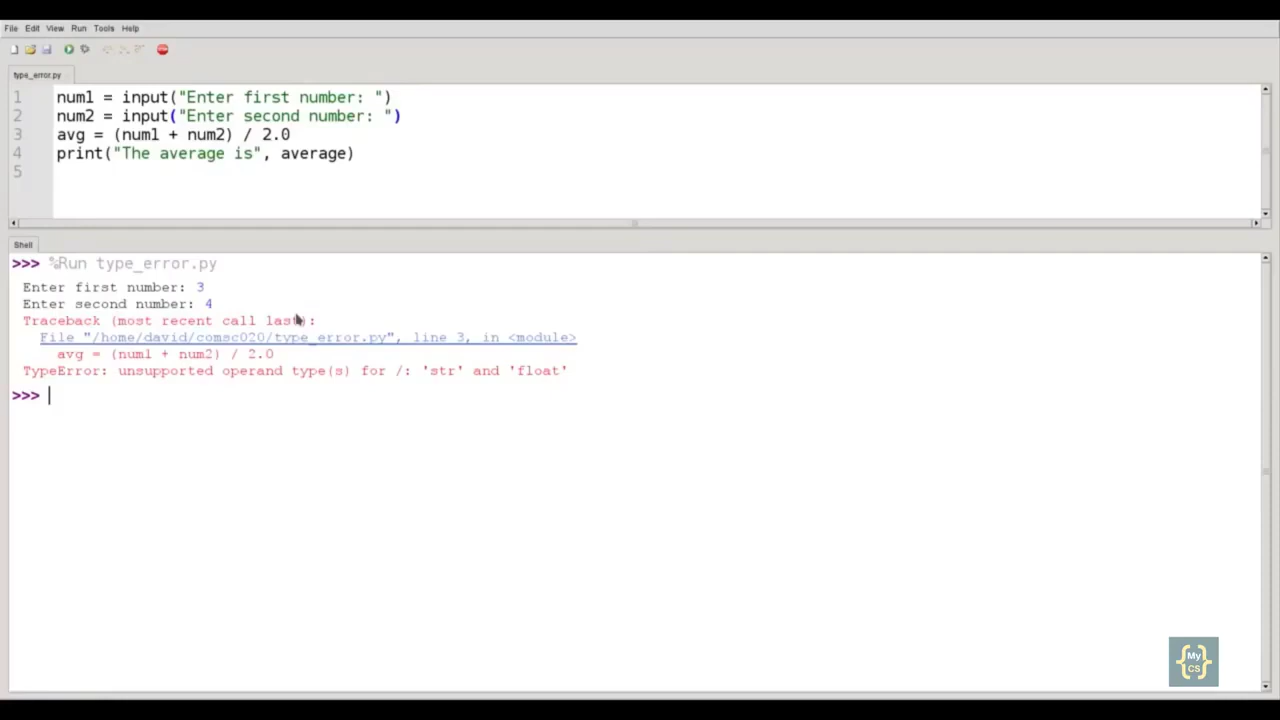 File Edit View Run Tools Help
type_error.py
1 num1 = input("Enter first number: ")
2 num2 = input("Enter second number: ")
3 avg = (num1 + num2) / 2.0
4 print("The average is", average)
5
Shell
>>> %Run type_error.py
Enter first number: 3
Enter second number: 4
Traceback (most recent call last):
File "/home/david/comsc020/type_error.py", line 3, in <module>
avg = (num1 + num2) / 2.0
TypeError: unsupported operand type(s) for /: 'str' and 'float'
>>>
{My
CS}